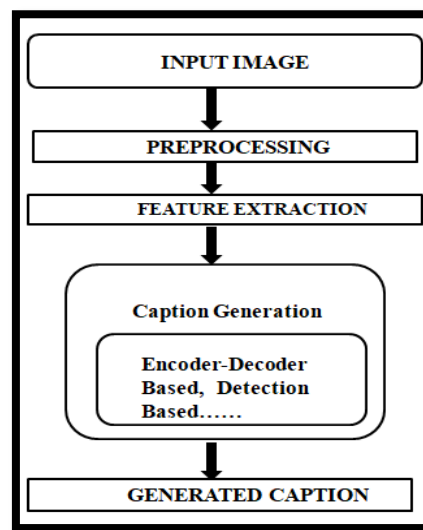 INPUT IMAGE
PREPROCESSING
FEATURE EXTRACTION
Caption Generation
Encoder-Decoder
Based, Detection
Based......
GENERATED CAPTION